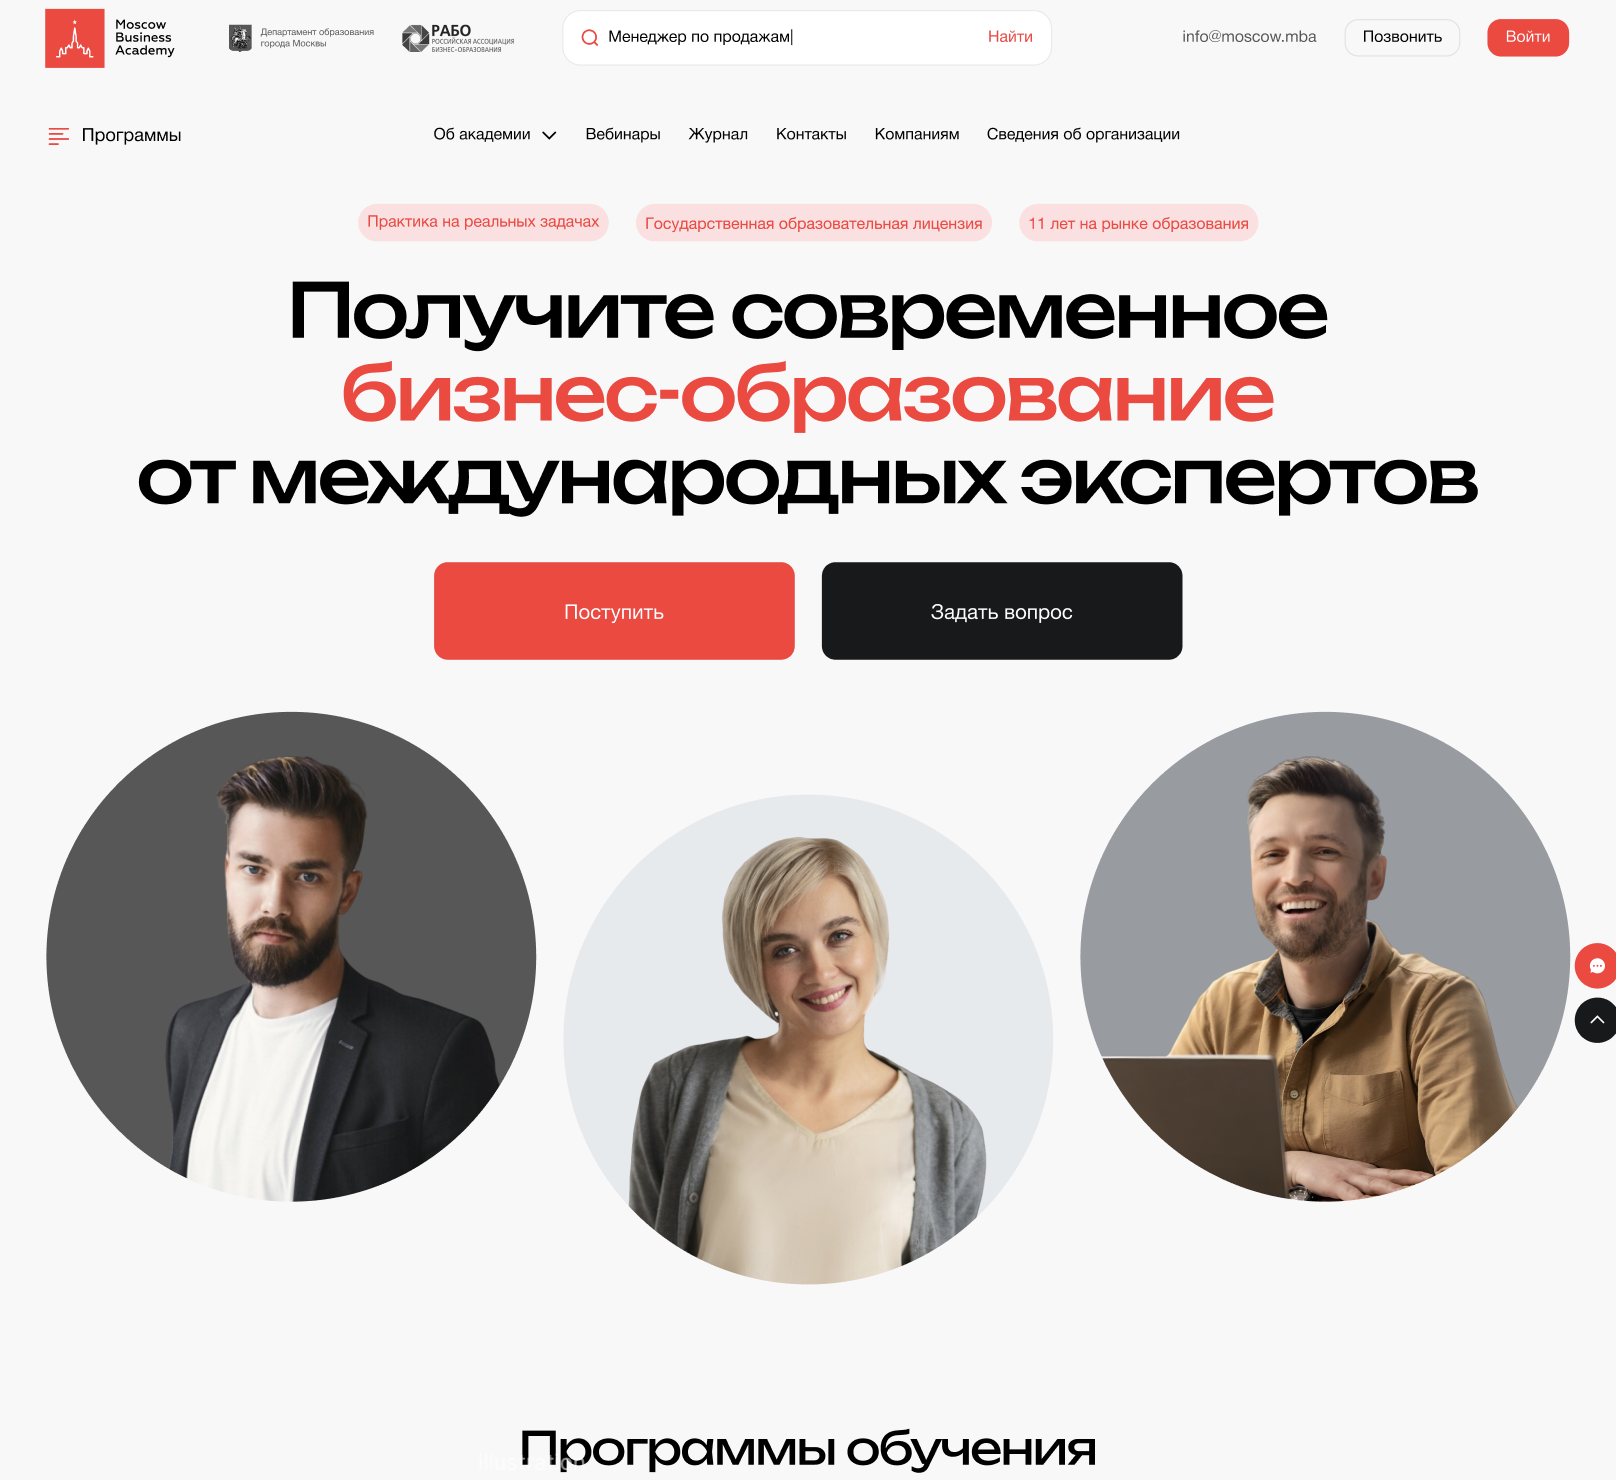 Moscow
Business
Academy
Департамент образования
города Москвы
РАБО
РОССИЙСКАЯ АССОЦИАЦИЯ
БИЗНЕС-ОБРАЗОВАНИЯ
Менеджер по продажам
Найти
info@moscow.mba
Позвонить
Войти
Программы
Об академии
Вебинары
Журнал
Контакты
Компаниям
Сведения об организации
Практика на реальных задачах
Государственная образовательная лицензия
11 лет на рынке образования
Получите современное
бизнес-образование
от международных экспертов
Поступить
Задать вопрос
Программы обучения